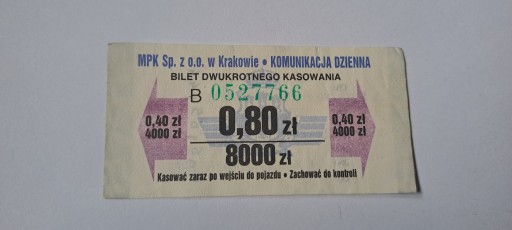 MPK Sp. z o.o. w Krakowie • KOMUNIKACJA DZIENNA
BILET DWUKROTNEGO KASOWANIA
B 0527766
0,40 zł
4000 zł
0,80 zł
8000 zł
0,40 zł
4000 zł
Kasować zaraz po wejściu do pojazdu • Zachować do kontroli